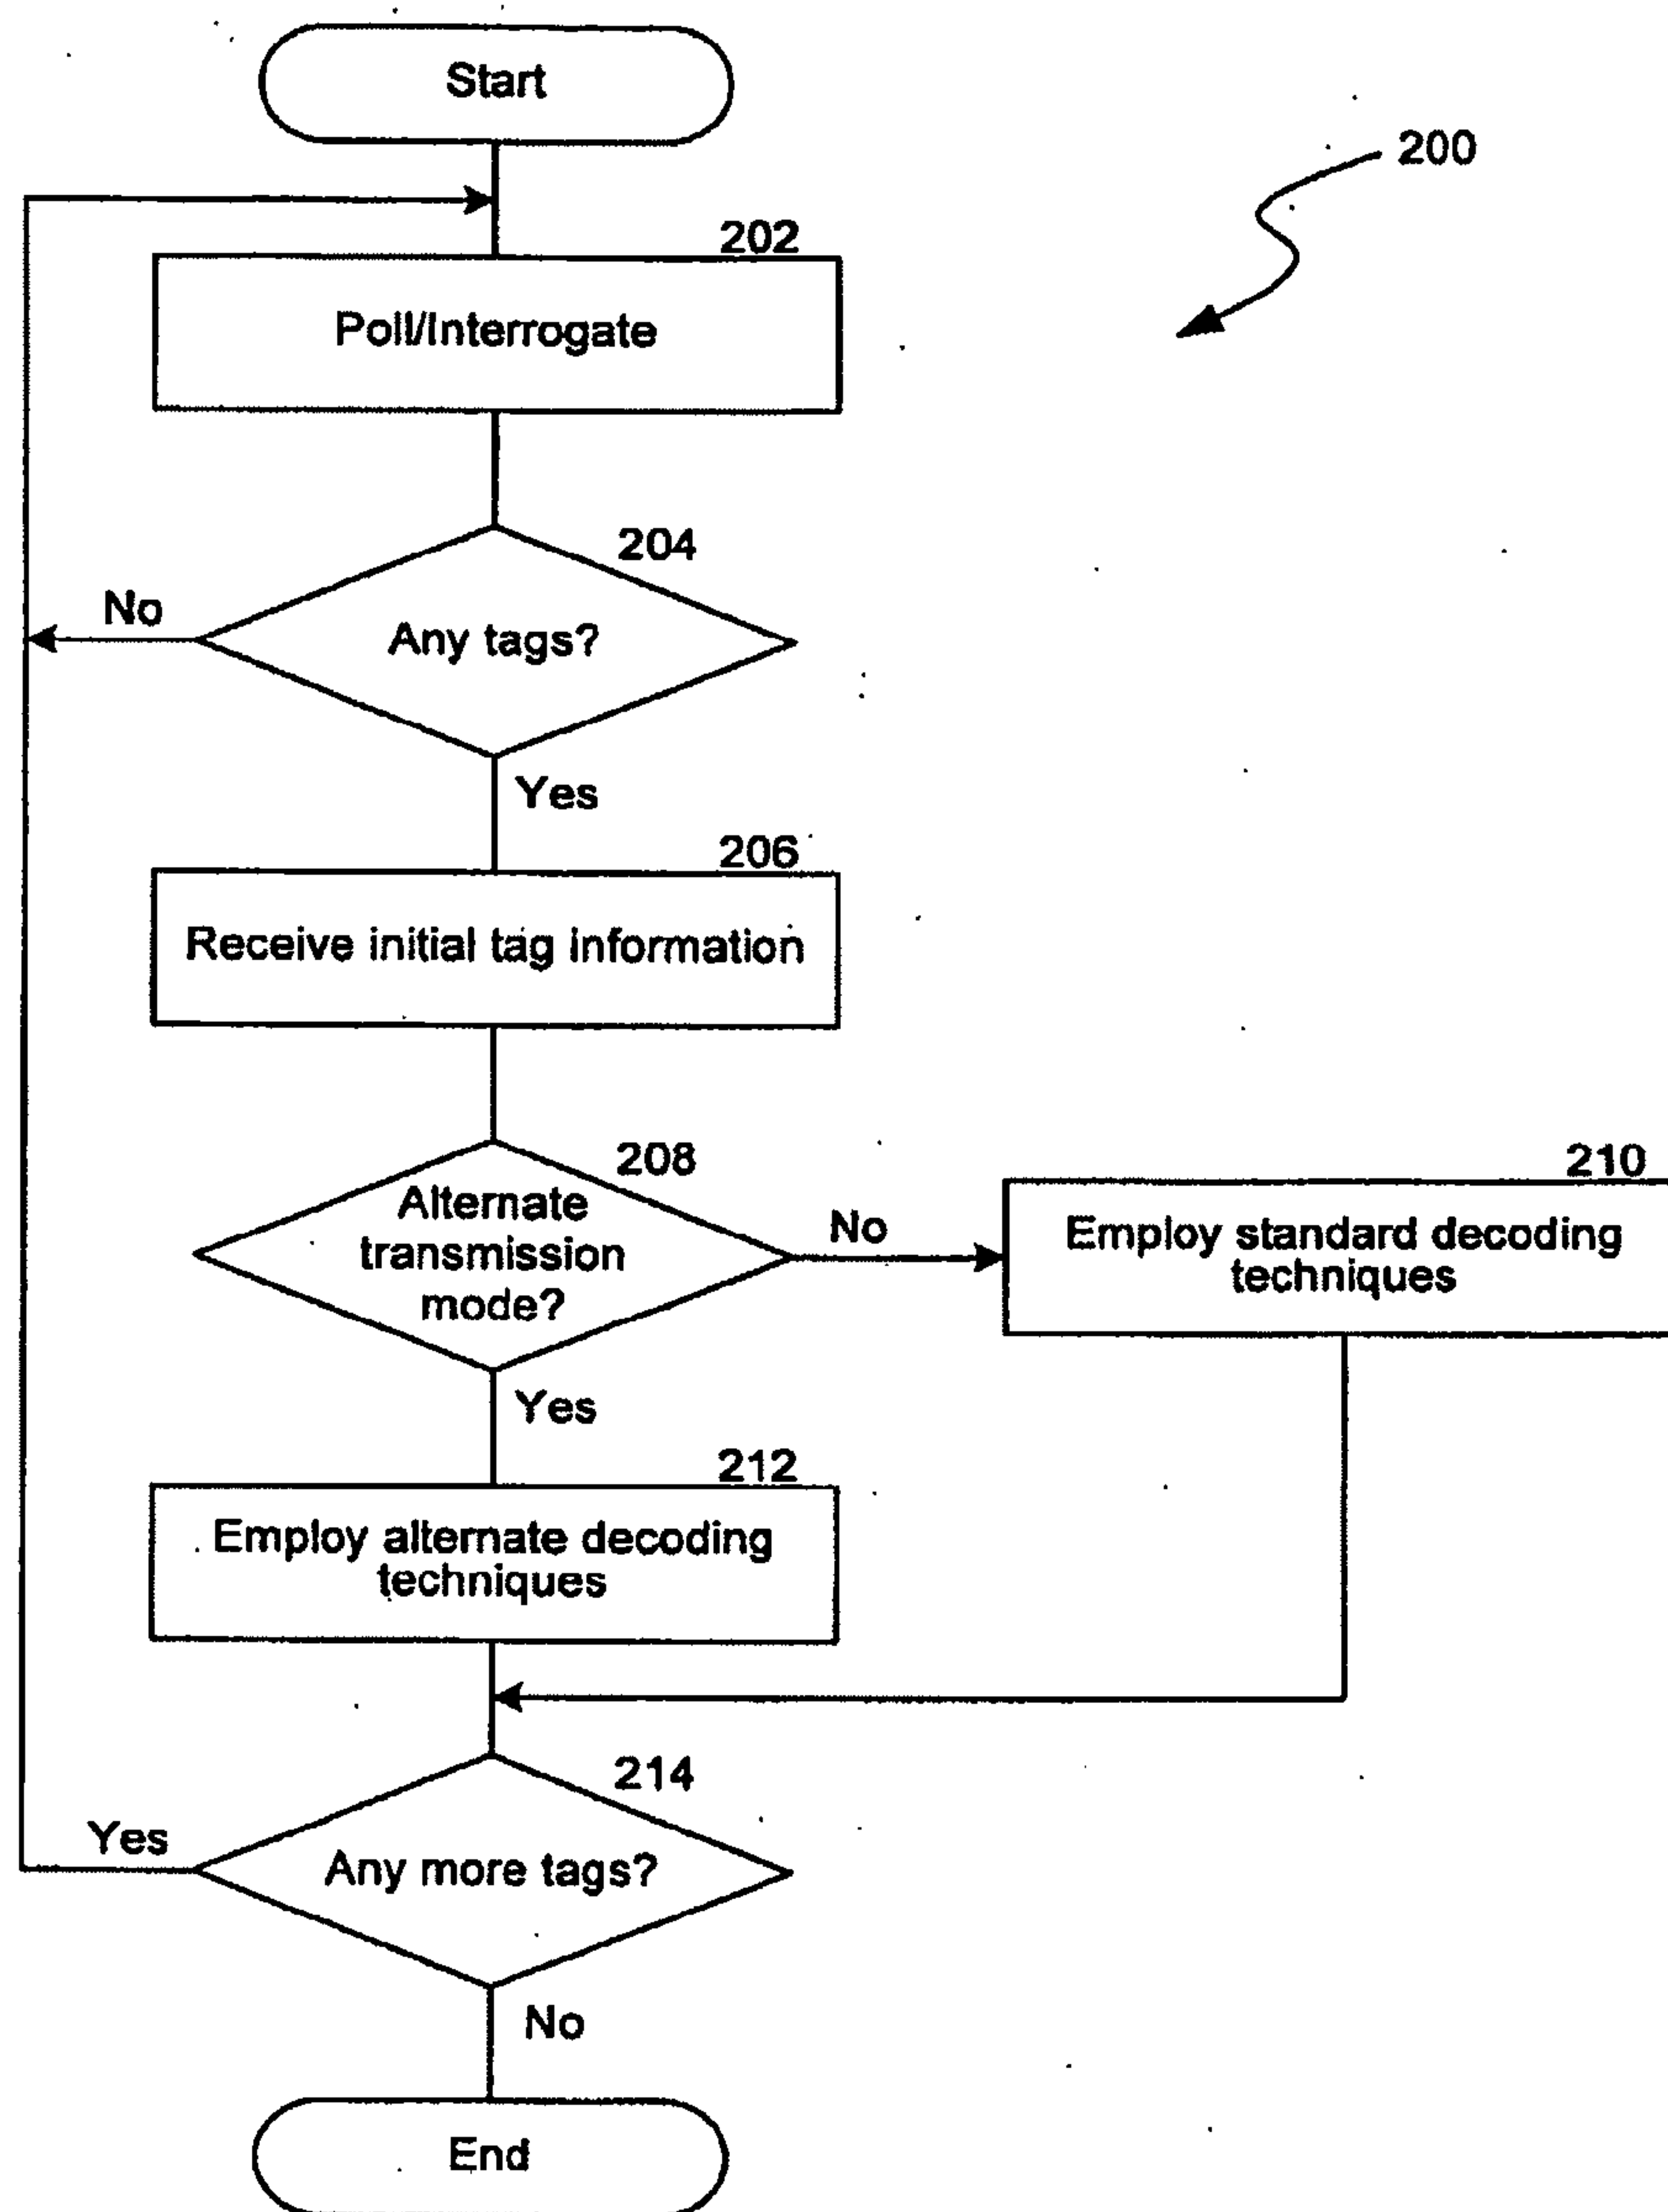 Start
200
202
Poll/Interrogate
204
No
Any tags?
Yes
206
Receive initial tag information
208
Alternate
transmission
mode?
No
210
Employ standard decoding
techniques
Yes
212
Employ alternate decoding
techniques
214
Yes
Any more tags?
No
End